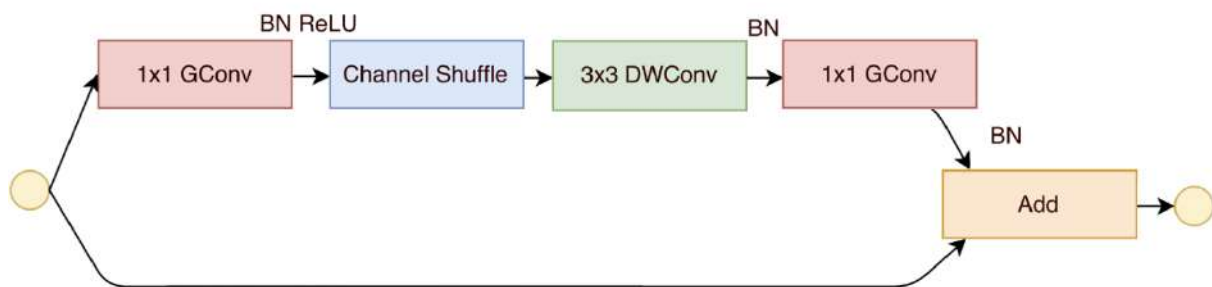 BN ReLU
BN
1x1 GConv
Channel Shuffle
3x3 DWConv
1x1 GConv
BN
Add